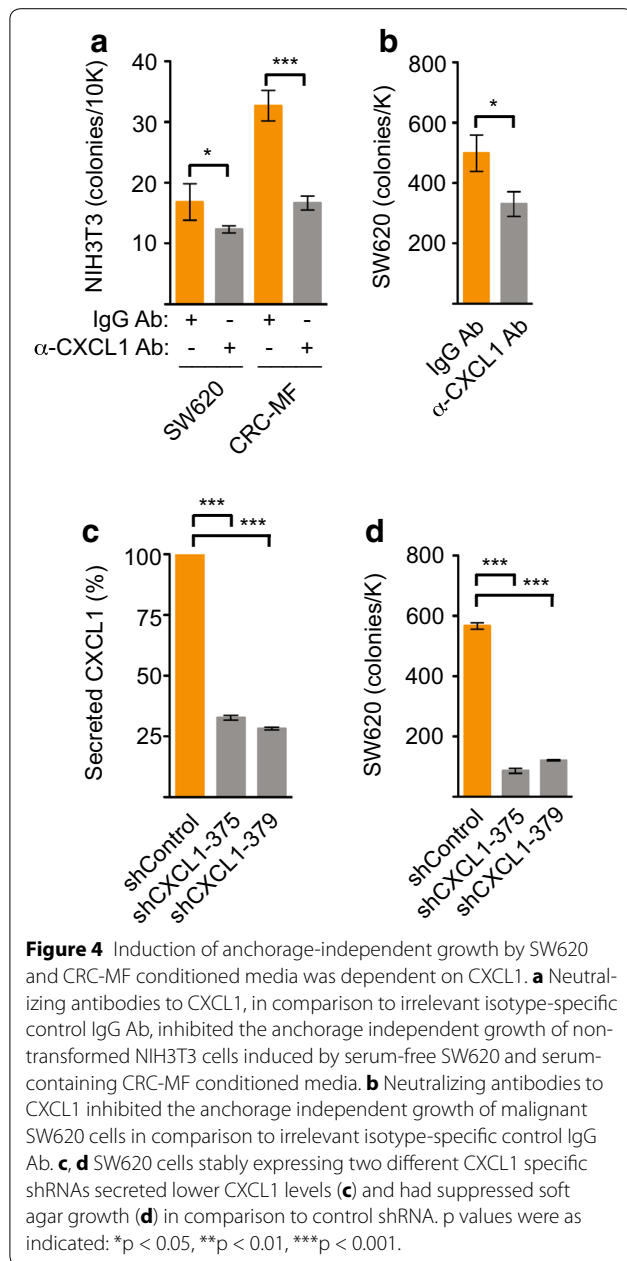 a
NIH3T3 (colonies/10K)
40
30
20
10
*
***
IgG Ab: + - + -
α-CXCL1 Ab: - + - +
SW620
CRC-MF
b
SW620 (colonies/K)
800
600
400
200
*
IgG Ab
α-CXCL1 Ab
c
Secreted CXCL1 (%)
100
75
50
25
***
***
shControl
shCXCL1-375
shCXCL1-379
d
SW620 (colonies/K)
800
600
400
200
***
***
shControl
shCXCL1-375
shCXCL1-379
Figure 4 Induction of anchorage-independent growth by SW620
and CRC-MF conditioned media was dependent on CXCL1. a Neutral-
izing antibodies to CXCL1, in comparison to irrelevant isotype-specific
control IgG Ab, inhibited the anchorage independent growth of non-
transformed NIH3T3 cells induced by serum-free SW620 and serum-
containing CRC-MF conditioned media. b Neutralizing antibodies to
CXCL1 inhibited the anchorage independent growth of malignant
SW620 cells in comparison to irrelevant isotype-specific control IgG
Ab. c, d SW620 cells stably expressing two different CXCL1 specific
shRNAs secreted lower CXCL1 levels (c) and had suppressed soft
agar growth (d) in comparison to control shRNA. p values were as
indicated: *p < 0.05, **p < 0.01, ***p < 0.001.